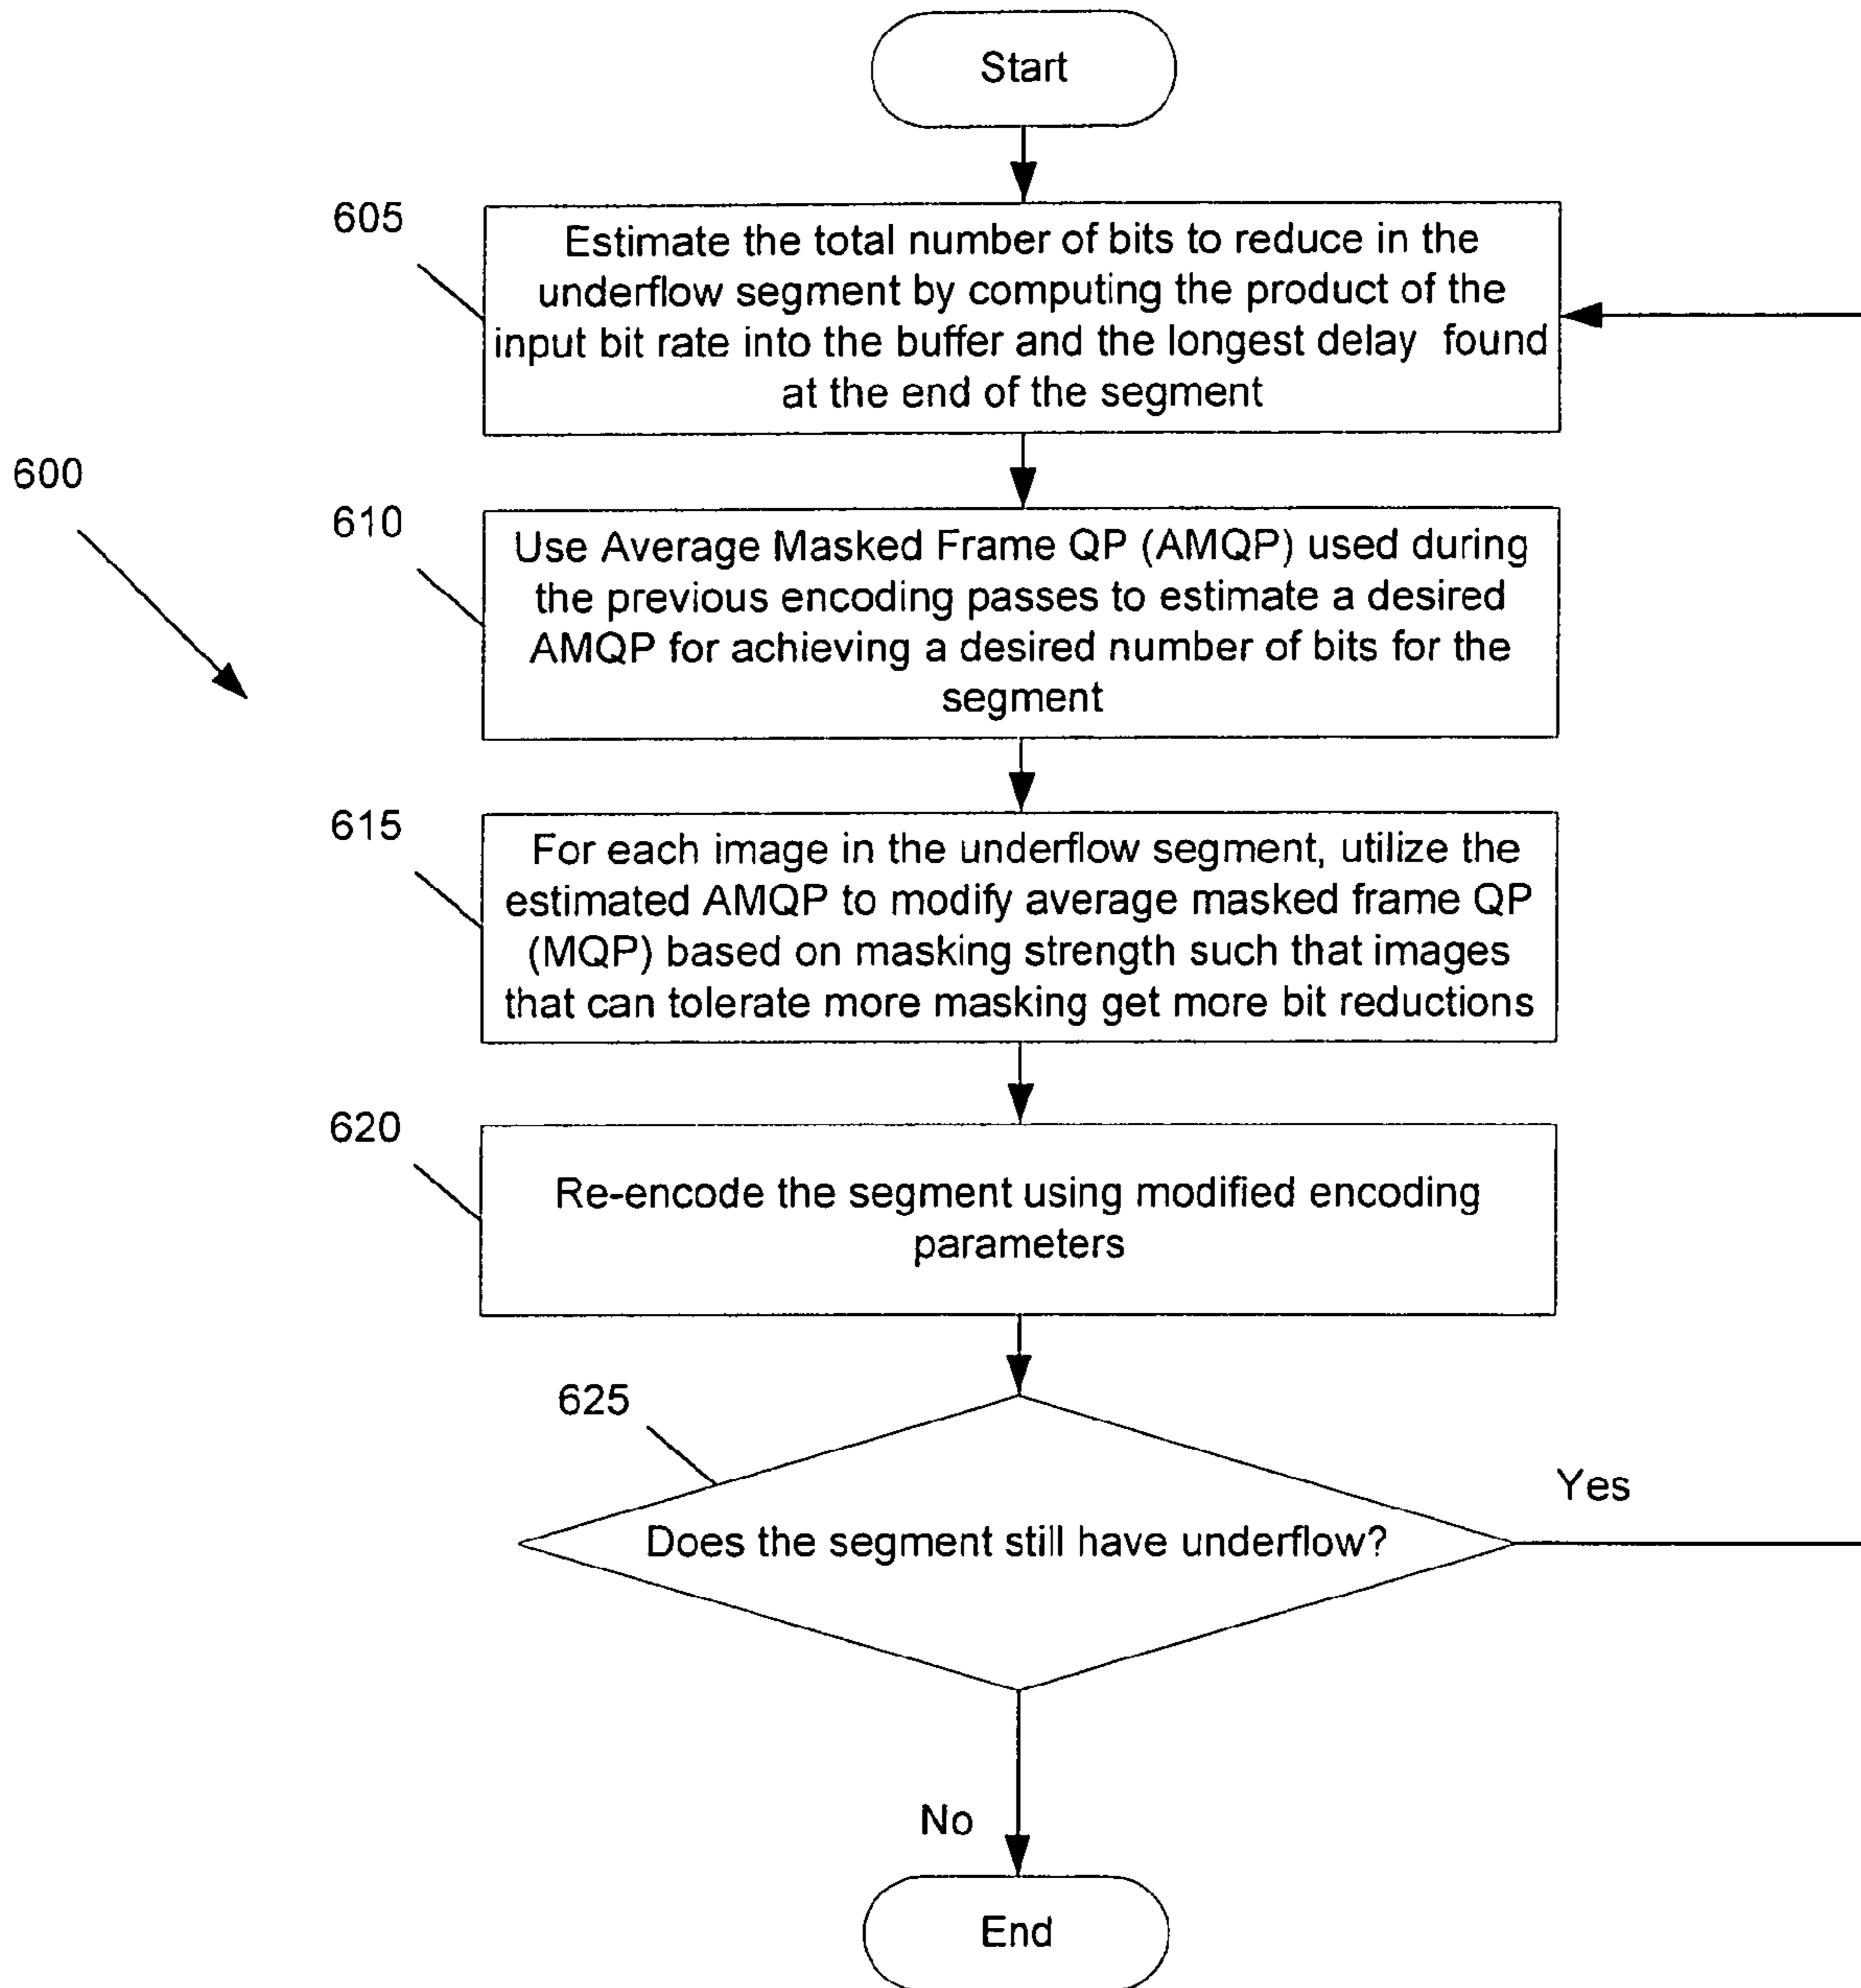 Start
605
Estimate the total number of bits to reduce in the
underflow segment by computing the product of the
input bit rate into the buffer and the longest delay found
at the end of the segment
600
610
Use Average Masked Frame QP (AMQP) used during
the previous encoding passes to estimate a desired
AMQP for achieving a desired number of bits for the
segment
615
For each image in the underflow segment, utilize the
estimated AMQP to modify average masked frame QP
(MQP) based on masking strength such that images
that can tolerate more masking get more bit reductions
620
Re-encode the segment using modified encoding
parameters
625
Does the segment still have underflow?
Yes
No
End